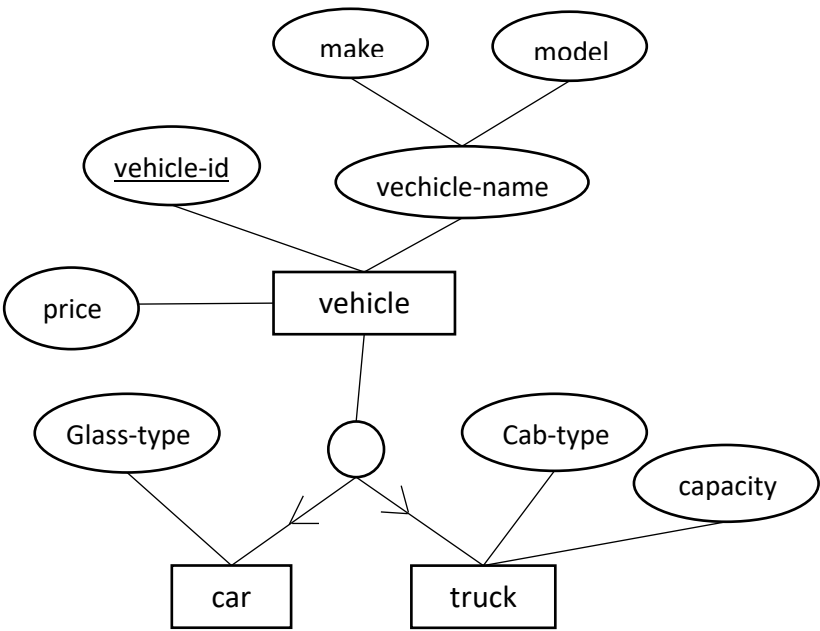 make
model
vehicle-id
vechicle-name
vehicle
price
Glass-type
Cab-type
capacity
car
truck